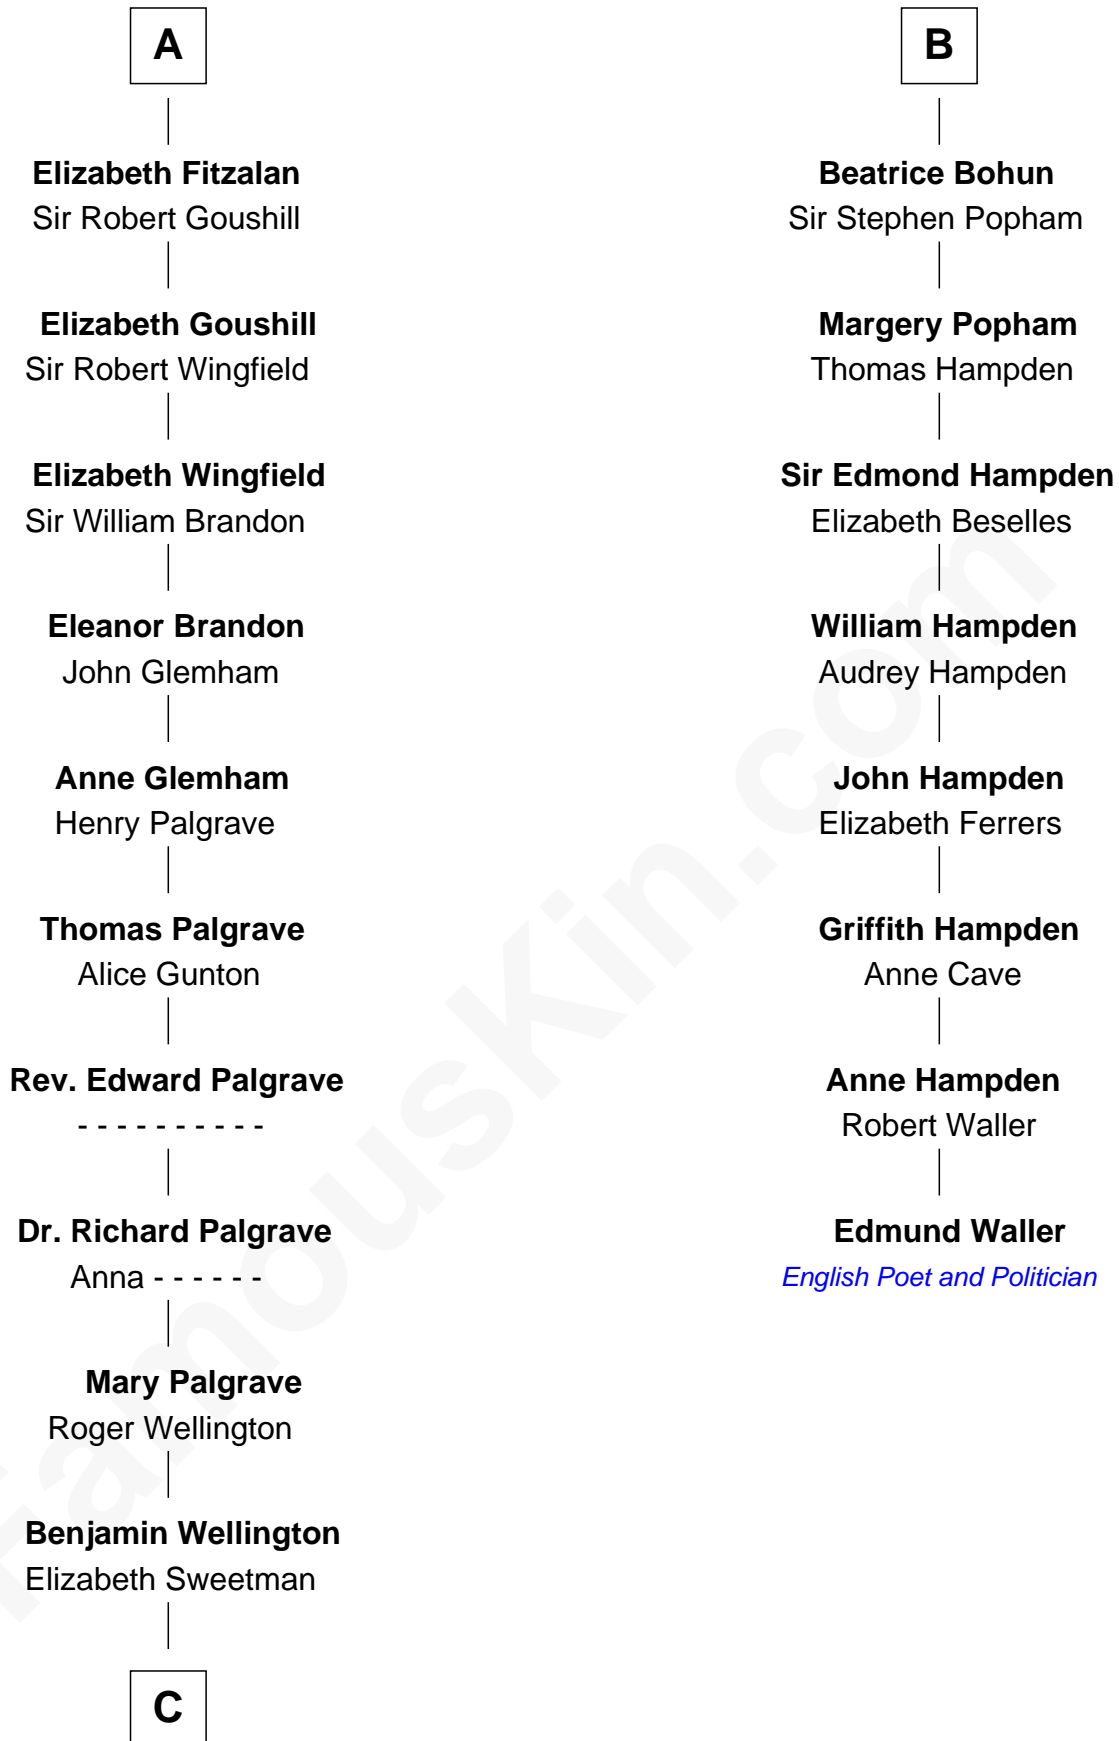 A
Elizabeth Fitzalan
Sir Robert Goushill
Elizabeth Goushill
Sir Robert Wingfield
Elizabeth Wingfield
Sir William Brandon
Eleanor Brandon
John Glemham
Anne Glemham
Henry Palgrave
Thomas Palgrave
Alice Gunton
Rev. Edward Palgrave
- - - - - - - - - -
Dr. Richard Palgrave
Anna - - - - - -
Mary Palgrave
Roger Wellington
Benjamin Wellington
Elizabeth Sweetman
C
B
Beatrice Bohun
Sir Stephen Popham
Margery Popham
Thomas Hampden
Sir Edmond Hampden
Elizabeth Beselles
William Hampden
Audrey Hampden
John Hampden
Elizabeth Ferrers
Griffith Hampden
Anne Cave
Anne Hampden
Robert Waller
Edmund Waller
English Poet and Politician
FamousKin.com